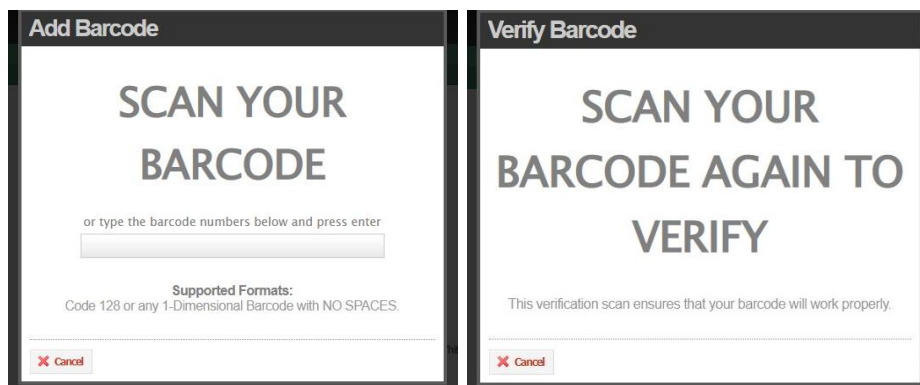 Add Barcode
SCAN YOUR
BARCODE
or type the barcode numbers below and press enter
Supported Formats:
Code 128 or any 1-Dimensional Barcode with NO SPACES.
Cancel
Verify Barcode
SCAN YOUR
BARCODE AGAIN TO
VERIFY
This verification scan ensures that your barcode will work properly.
Cancel